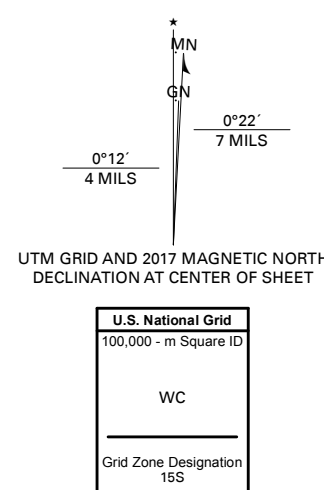 ★
MN
GN
0°22´
7 MILS
0°12´
4 MILS
UTM GRID AND 2017 MAGNETIC NORTH
DECLINATION AT CENTER OF SHEET
U.S. National Grid
100,000 - m Square ID
WC
Grid Zone Designation
15S